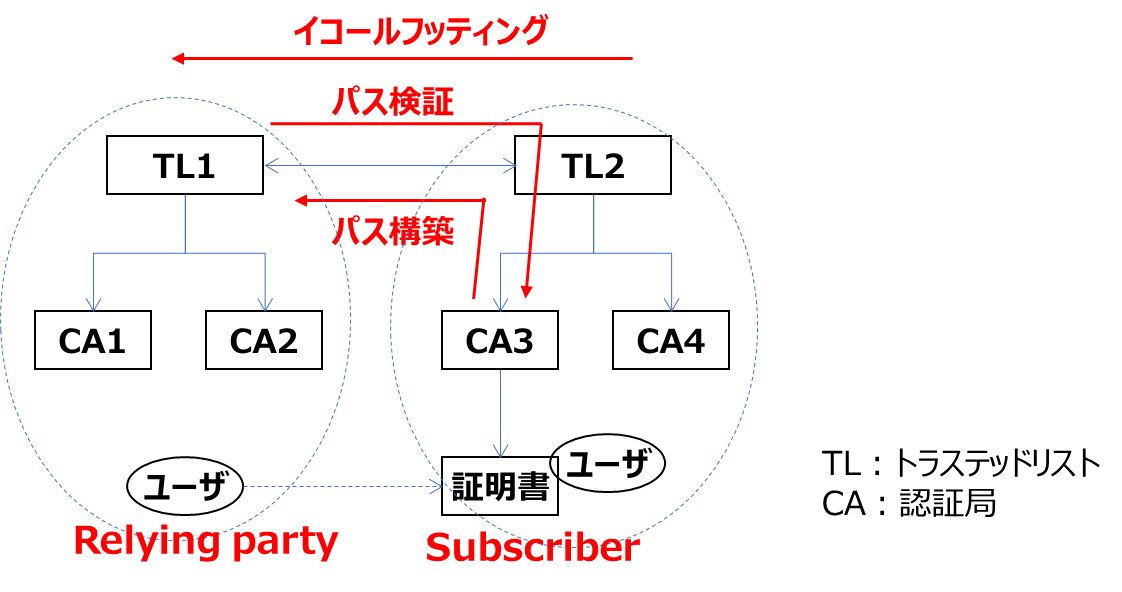 イコールフッティング
パス検証
TL1
TL2
パス構築
CA1
CA2
CA3
CA4
ユーザ
証明書
ユーザ
Relying party
Subscriber
TL：トラステッドリスト
CA：認証局